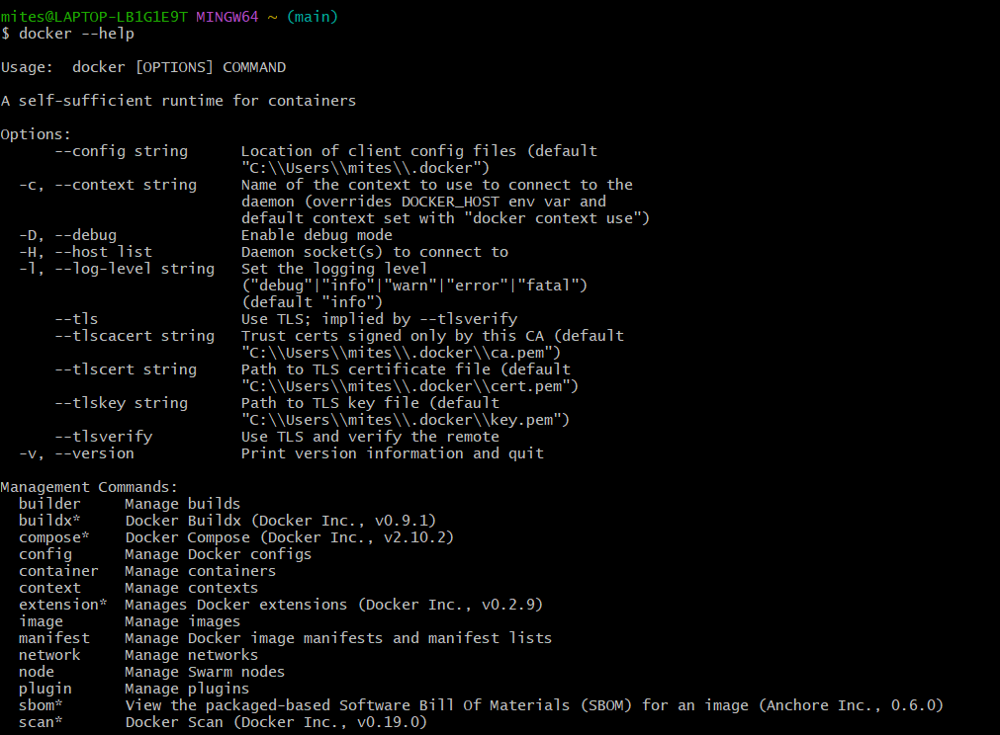 mites@LAPTOP-LB1G1E9T MINGW64 ~ (main)
$ docker --help
Usage:  docker [OPTIONS] COMMAND
A self-sufficient runtime for containers
Options:
      --config string      Location of client config files (default
                           "C:\\Users\\mites\\.docker")
  -c, --context string     Name of the context to use to connect to the
                           daemon (overrides DOCKER_HOST env var and
                           default context set with "docker context use")
  -D, --debug              Enable debug mode
  -H, --host list          Daemon socket(s) to connect to
  -l, --log-level string   Set the logging level
                           ("debug"|"info"|"warn"|"error"|"fatal")
                           (default "info")
      --tls                Use TLS; implied by --tlsverify
      --tlscacert string   Trust certs signed only by this CA (default
                           "C:\\Users\\mites\\.docker\\ca.pem")
      --tlscert string     Path to TLS certificate file (default
                           "C:\\Users\\mites\\.docker\\cert.pem")
      --tlskey string      Path to TLS key file (default
                           "C:\\Users\\mites\\.docker\\key.pem")
      --tlsverify          Use TLS and verify the remote
  -v, --version            Print version information and quit
Management Commands:
  builder     Manage builds
  buildx*     Docker Buildx (Docker Inc., v0.9.1)
  compose*    Docker Compose (Docker Inc., v2.10.2)
  config      Manage Docker configs
  container   Manage containers
  context     Manage contexts
  extension*  Manages Docker extensions (Docker Inc., v0.2.9)
  image       Manage images
  manifest    Manage Docker image manifests and manifest lists
  network     Manage networks
  node        Manage Swarm nodes
  plugin      Manage plugins
  sbom*       View the packaged-based Software Bill Of Materials (SBOM) for an image (Anchore Inc., 0.6.0)
  scan*       Docker Scan (Docker Inc., v0.19.0)